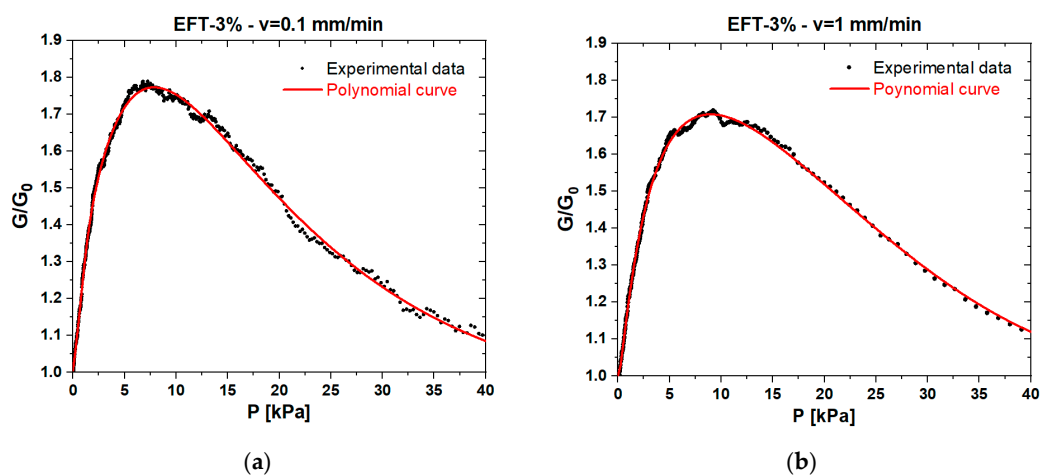 EFT-3% - v=0.1 mm/min
1.9
1.8
1.7
1.6
1.5
1.4
1.3
1.2
1.1
1.0
G/G0
Experimental data
Polynomial curve
0 5 10 15 20 25 30 35 40
P [kPa]
(a)
EFT-3% - v=1 mm/min
1.9
1.8
1.7
1.6
1.5
1.4
1.3
1.2
1.1
1.0
G/G0
Experimental data
Poynomial curve
0 5 10 15 20 25 30 35 40
P [kPa]
(b)